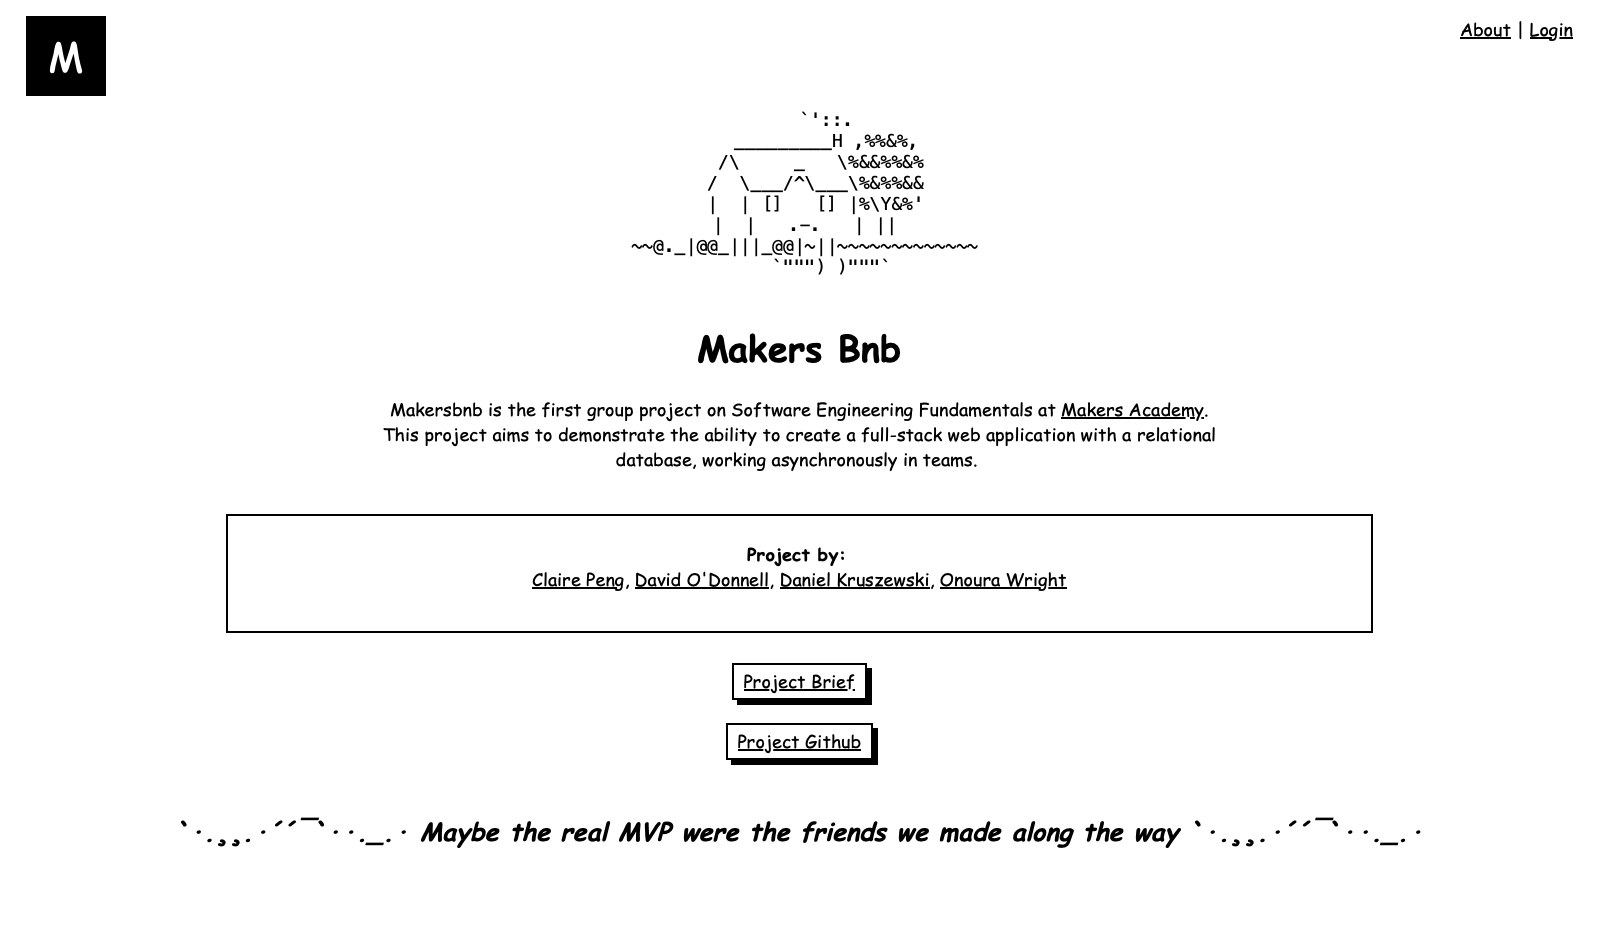 M
About | Login
             `'::.
    _________H ,%%&%,
   /\     _   \%&&%%&%
  /  \___/^\___\%&%%&&
  |  | []   [] |%\Y&%'
  |  |   .-.   | ||
~~@._|@@_|||_@@|~||~~~~~~~~~~~~~
     `""") )"""`
Makers Bnb
Makersbnb is the first group project on Software Engineering Fundamentals at Makers Academy.
This project aims to demonstrate the ability to create a full-stack web application with a relational
database, working asynchronously in teams.
Project by:
Claire Peng, David O'Donnell, Daniel Kruszewski, Onoura Wright
Project Brief
Project Github
`·.¸¸.·´´¯`··._.· Maybe the real MVP were the friends we made along the way `·.¸¸.·´´¯`··._.·